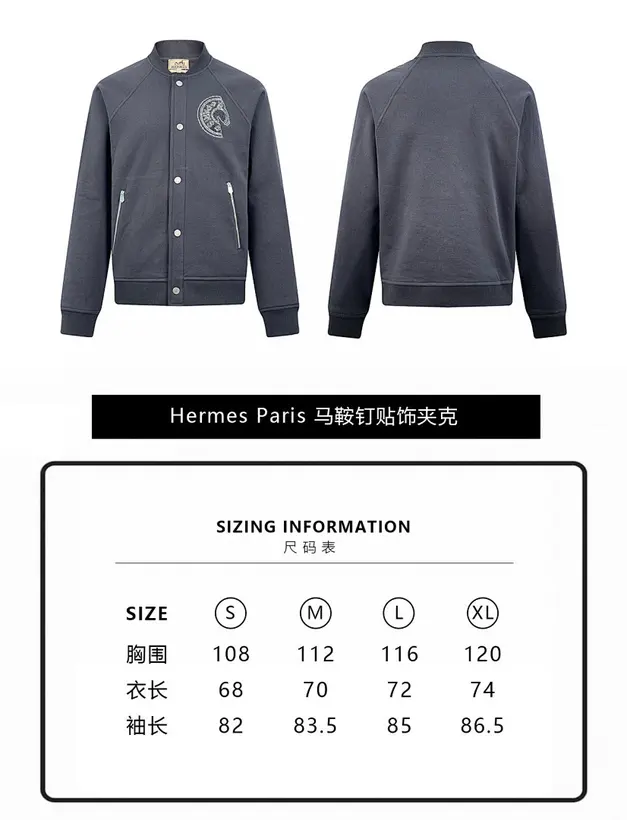 Hermes Paris 马鞍钉贴饰夹克
SIZING INFORMATION
尺码表
SIZE S M L XL
胸围 108 112 116 120
衣长 68 70 72 74
袖长 82 83.5 85 86.5